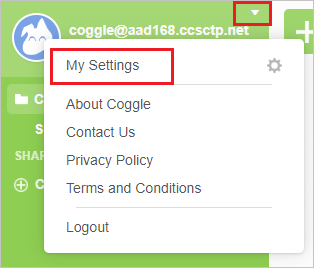 coggle@aad168.ccsctp.net
My Settings
About Coggle
Contact Us
Privacy Policy
Terms and Conditions
Logout
C
S
SHAR
C